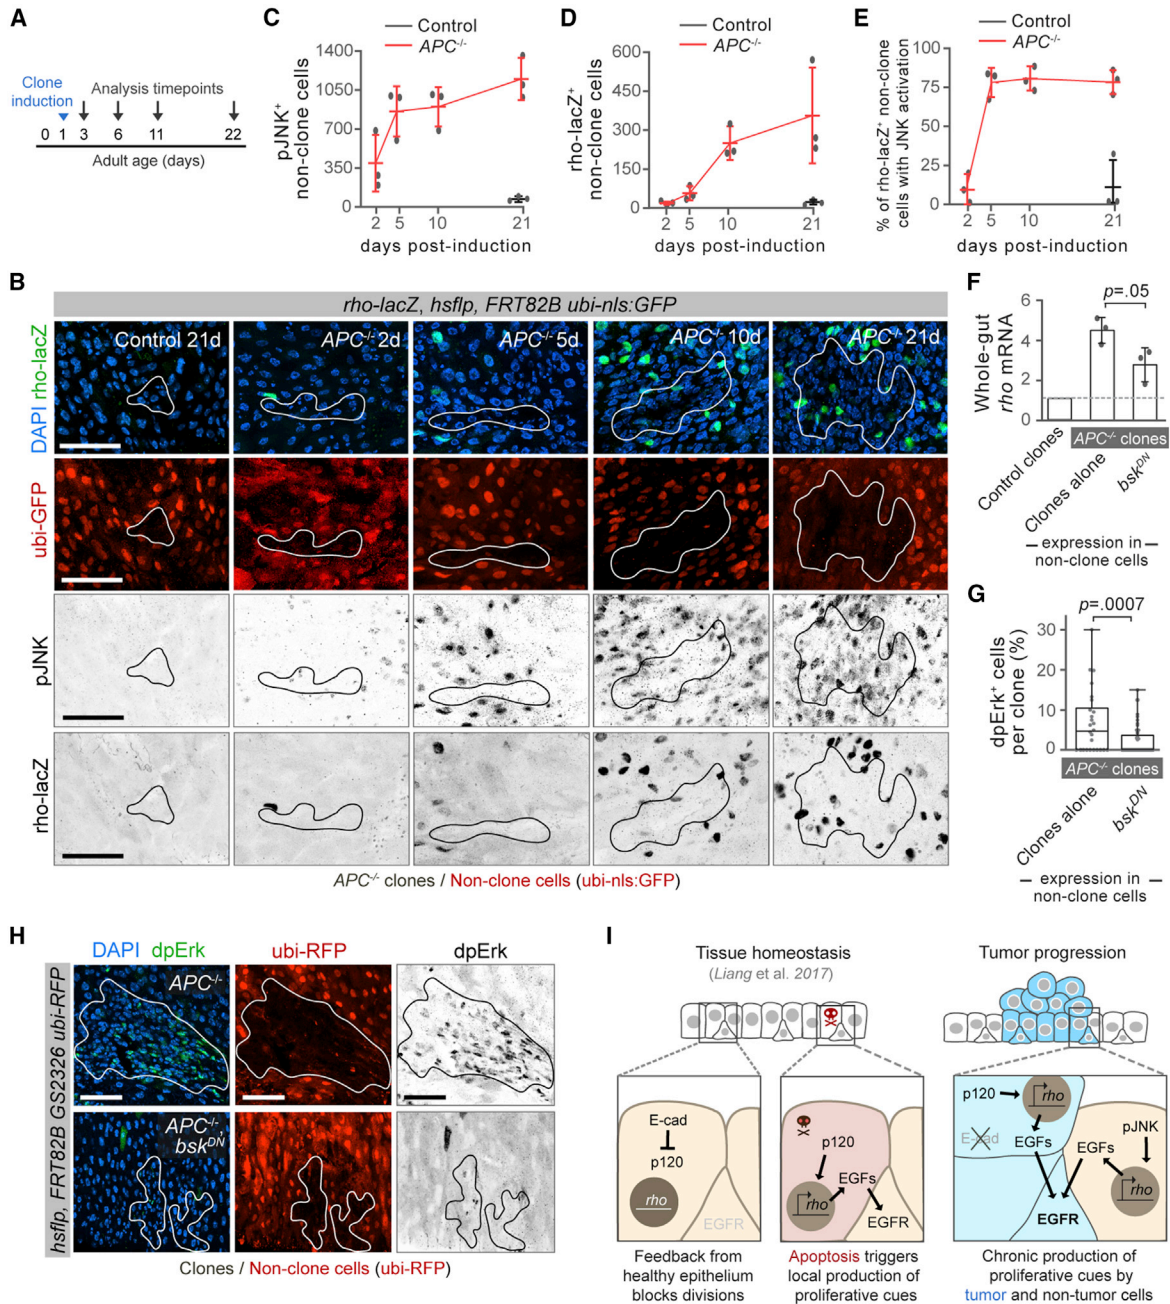 A
Clone
induction
Analysis timepoints
0 1 3 6 11 22
Adult age (days)
C
Control
APC-/-
pJNK+
non-clone cells
1400
1050
700
350
0
2 5 10 21
days post-induction
D
Control
APC-/-
rho-lacZ+
non-clone cells
600
450
300
150
0
2 5 10 21
days post-induction
E
Control
APC-/-
% of rho-lacZ+ non-clone
cells with JNK activation
100
75
50
25
0
2 5 10 21
days post-induction
B
rho-lacZ, hsflp, FRT82B ubi-nls:GFP
DAPI rho-lacZ
Control 21d
APC-/- 2d
APC-/- 5d
APC-/- 10d
APC-/- 21d
ubi-GFP
pJNK
rho-lacZ
APC-/- clones / Non-clone cells (ubi-nls:GFP)
F
p=.05
Whole-gut
rho mRNA
6
4
2
0
APC-/- clones
Control clones
Clones alone
bskDN
expression in
non-clone cells
G
p=.0007
dpErk+ cells
per clone (%)
30
20
10
0
APC-/- clones
Clones alone
bskDN
expression in
non-clone cells
H
DAPI dpErk
ubi-RFP
dpErk
hsflp, FRT82B GS2326 ubi-RFP
APC-/-
APC-/-,
bskDN
Clones / Non-clone cells (ubi-RFP)
I
Tissue homeostasis
(Liang et al. 2017)
Tumor progression
E-cad
p120
rho
EGFR
p120
EGFs
rho
EGFR
p120
rho
E-cad
EGFs
EGFs
pJNK
rho
EGFR
Feedback from
healthy epithelium
blocks divisions
Apoptosis triggers
local production of
proliferative cues
Chronic production of
proliferative cues by
tumor and non-tumor cells